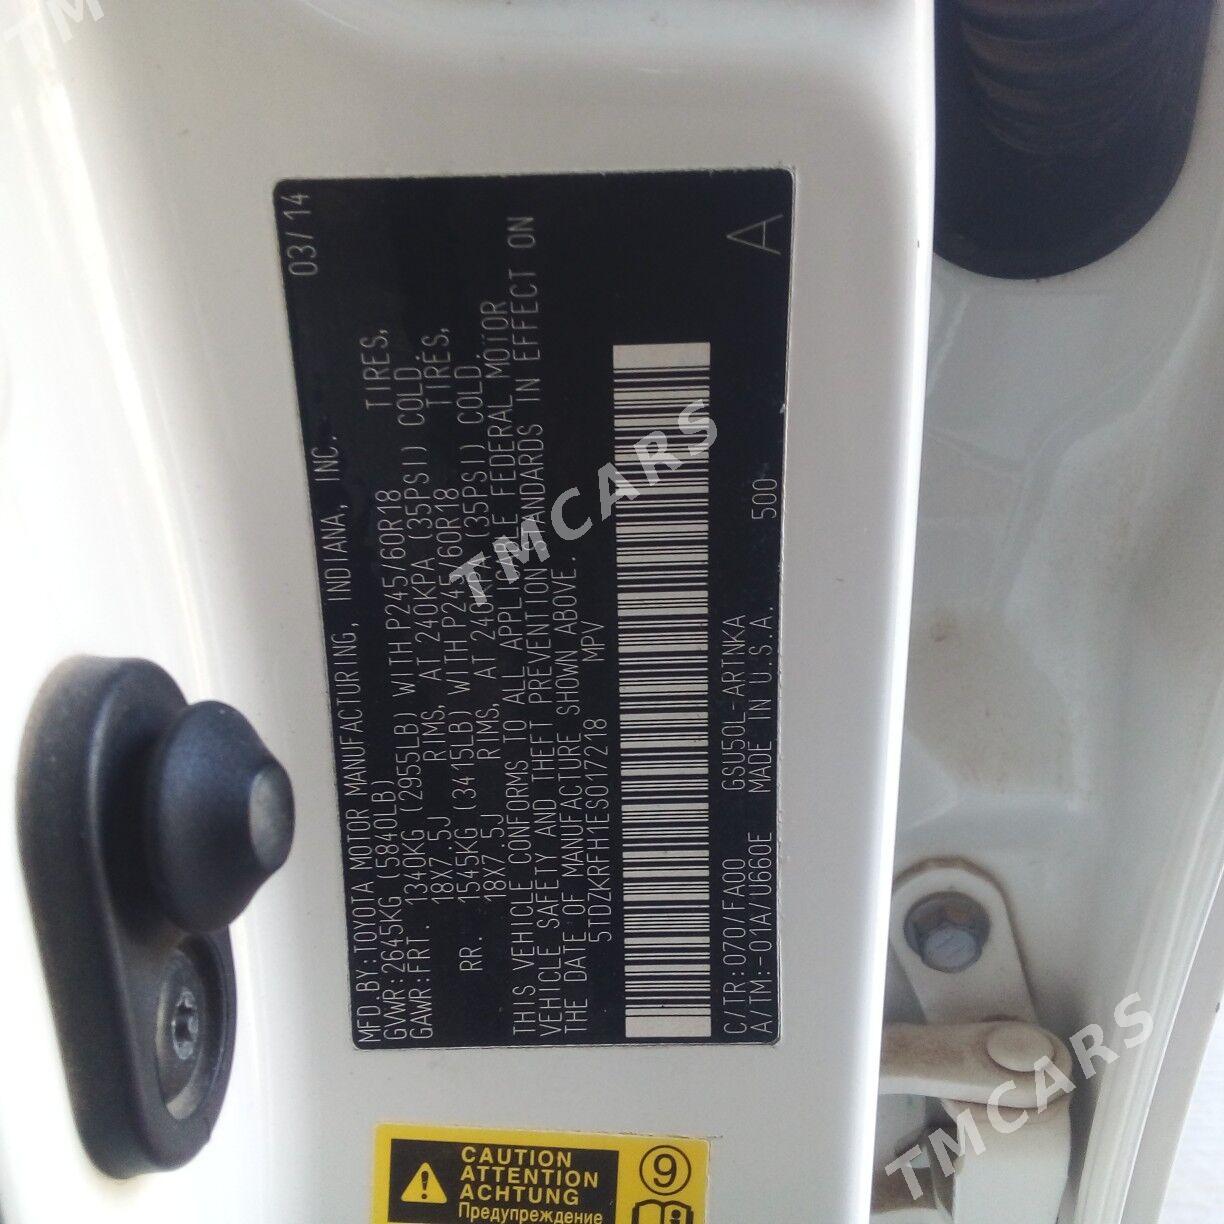 MFD.BY:TOYOTA MOTOR MANUFACTURING, INDIANA, INC. 03/14
GVWR:2645KG (5840LB)
GAWR:FRT. 1340KG (2955LB) WITH P245/60R18 TIRES,
18X7.5J RIMS, AT 240KPA (35PSI) COLD.
RR. 1545KG (3415LB) WITH P245/60R18 TIRES,
18X7.5J RIMS, AT 240KPA (35PSI) COLD.
THIS VEHICLE CONFORMS TO ALL APPLICABLE FEDERAL MOTOR
VEHICLE SAFETY AND THEFT PREVENTION STANDARDS IN EFFECT ON
THE DATE OF MANUFACTURE SHOWN ABOVE.
5TDZKRFH1ES017218 MPV
C/TR:070/FA00 GSU50L-ARTNKA
A/TM:-01A/U660E MADE IN U.S.A. 500 A
CAUTION
ATTENTION
ACHTUNG
Предупреждение
9
TMCARS
TMCARS
TMCARS